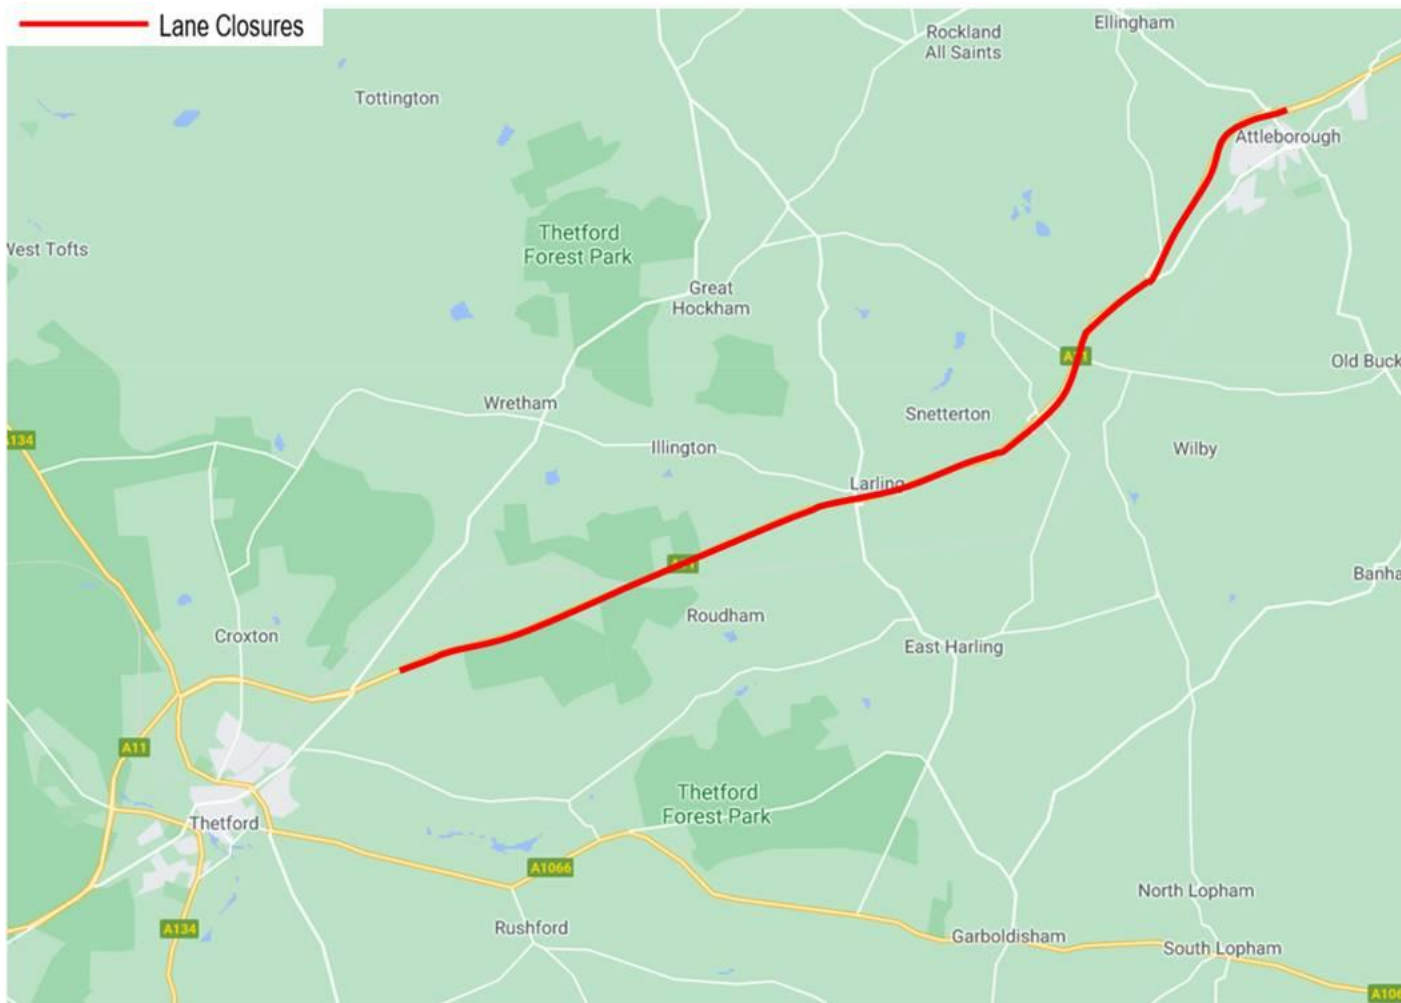 Lane Closures
Ellingham
Rockland
All Saints
Tottington
Attleborough
Thetford
Forest Park
West Tofts
Great
Hockham
Old Buck
Wretham
Snetterton
A134
Illington
Wilby
Larling
Roudham
Banha
Croxton
East Harling
A11
Thetford
Forest Park
Thetford
A1066
North Lopham
A134
Rushford
Garboldisham
South Lopham
A106